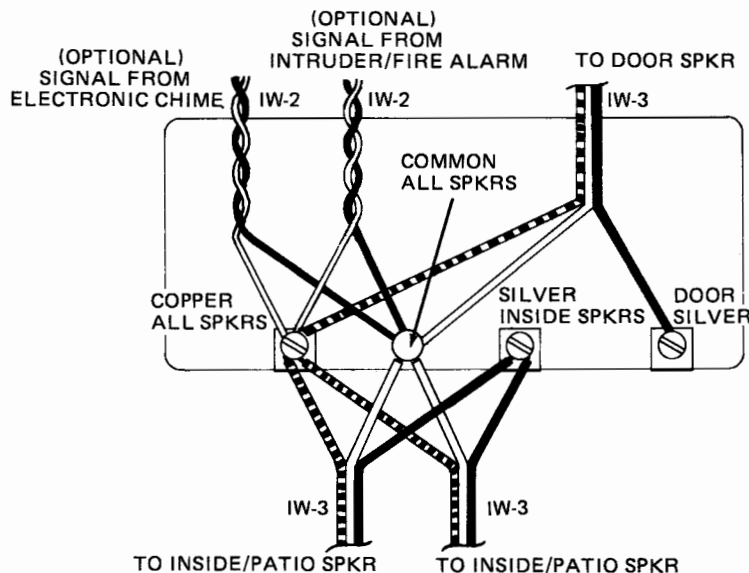 (OPTIONAL)
SIGNAL FROM
INTRUDER/FIRE ALARM
(OPTIONAL)
SIGNAL FROM
ELECTRONIC CHIME
TO DOOR SPKR
IW-2
IW-2
IW-3
COMMON
ALL SPKRS
COPPER
ALL SPKRS
SILVER
INSIDE SPKRS
DOOR
SILVER
IW-3
IW-3
TO INSIDE/PATIO SPKR
TO INSIDE/PATIO SPKR